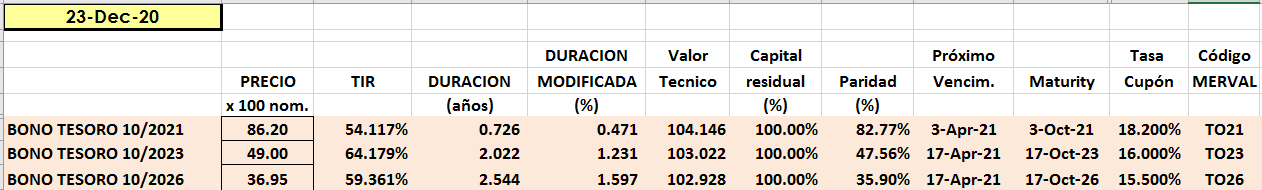 23-Dec-20
DURACION Valor Capital Próximo Tasa Código
PRECIO TIR DURACION MODIFICADA Tecnico residual Paridad Vencim. Maturity Cupón MERVAL
x 100 nom. (años) (%) (%) (%)
BONO TESORO 10/2021 86.20 54.117% 0.726 0.471 104.146 100.00% 82.77% 3-Apr-21 3-Oct-21 18.200% TO21
BONO TESORO 10/2023 49.00 64.179% 2.022 1.231 103.022 100.00% 47.56% 17-Apr-21 17-Oct-23 16.000% TO23
BONO TESORO 10/2026 36.95 59.361% 2.544 1.597 102.928 100.00% 35.90% 17-Apr-21 17-Oct-26 15.500% TO26